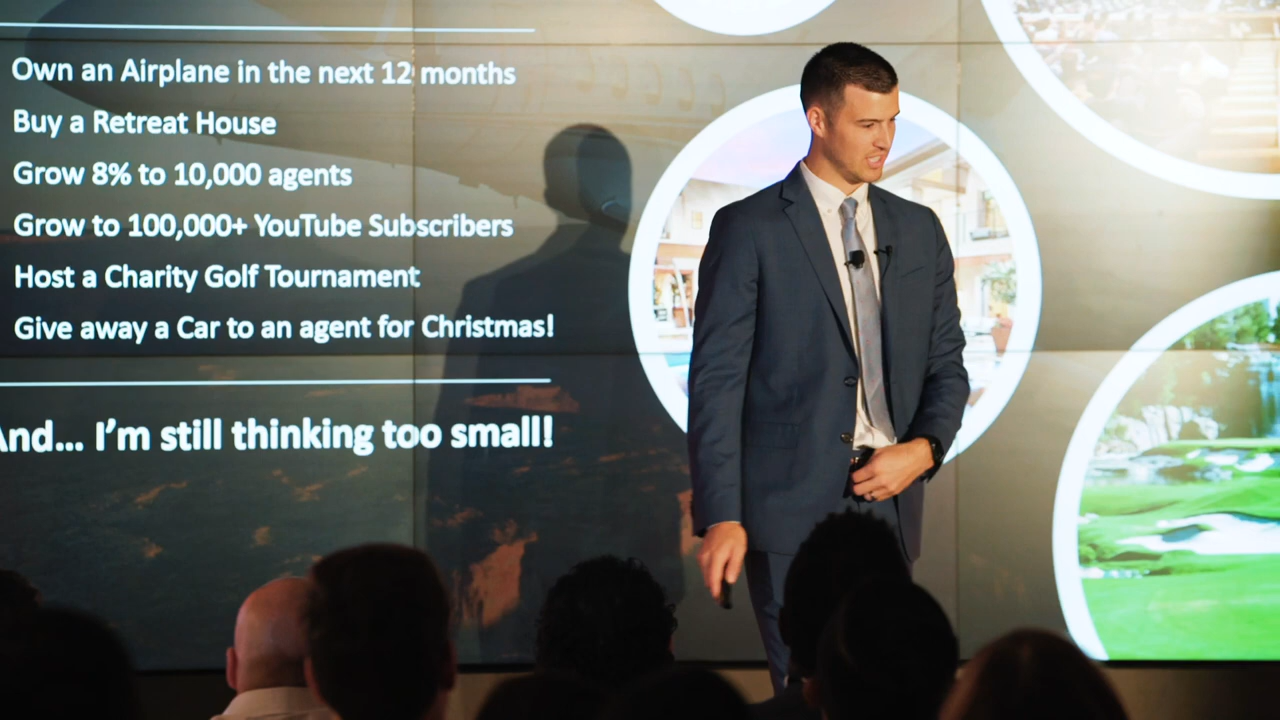 Own an Airplane in the next 12 months
Buy a Retreat House
Grow 8% to 10,000 agents
Grow to 100,000+ YouTube Subscribers
Host a Charity Golf Tournament
Give away a Car to an agent for Christmas!
And... I'm still thinking too small!